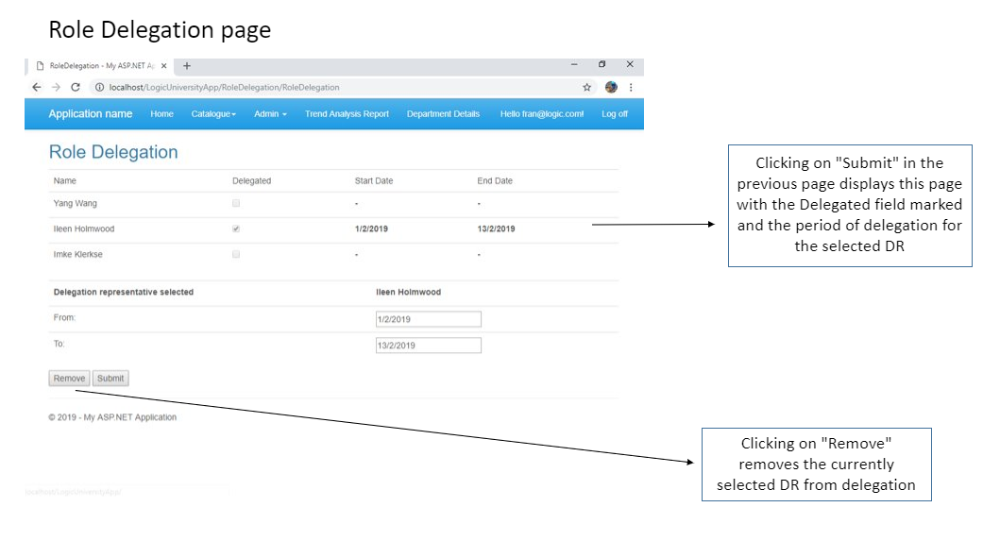 Role Delegation page
RoleDelegation - My ASP.NET Ap
localhost/LogicUniversityApp/RoleDelegation/RoleDelegation
Application name Home Catalogue Admin Trend Analysis Report Department Details Hello fran@logic.com! Log off
Role Delegation
Name Delegated Start Date End Date
Yang Wang - -
Ileen Holmwood 1/2/2019 13/2/2019
Imke Klerkse - -
Delegation representative selected Ileen Holmwood
From: 1/2/2019
To: 13/2/2019
Remove Submit
© 2019 - My ASP.NET Application
localhost/LogicUniversityApp/
Clicking on "Submit" in the
previous page displays this page
with the Delegated field marked
and the period of delegation for
the selected DR
Clicking on "Remove"
removes the currently
selected DR from delegation